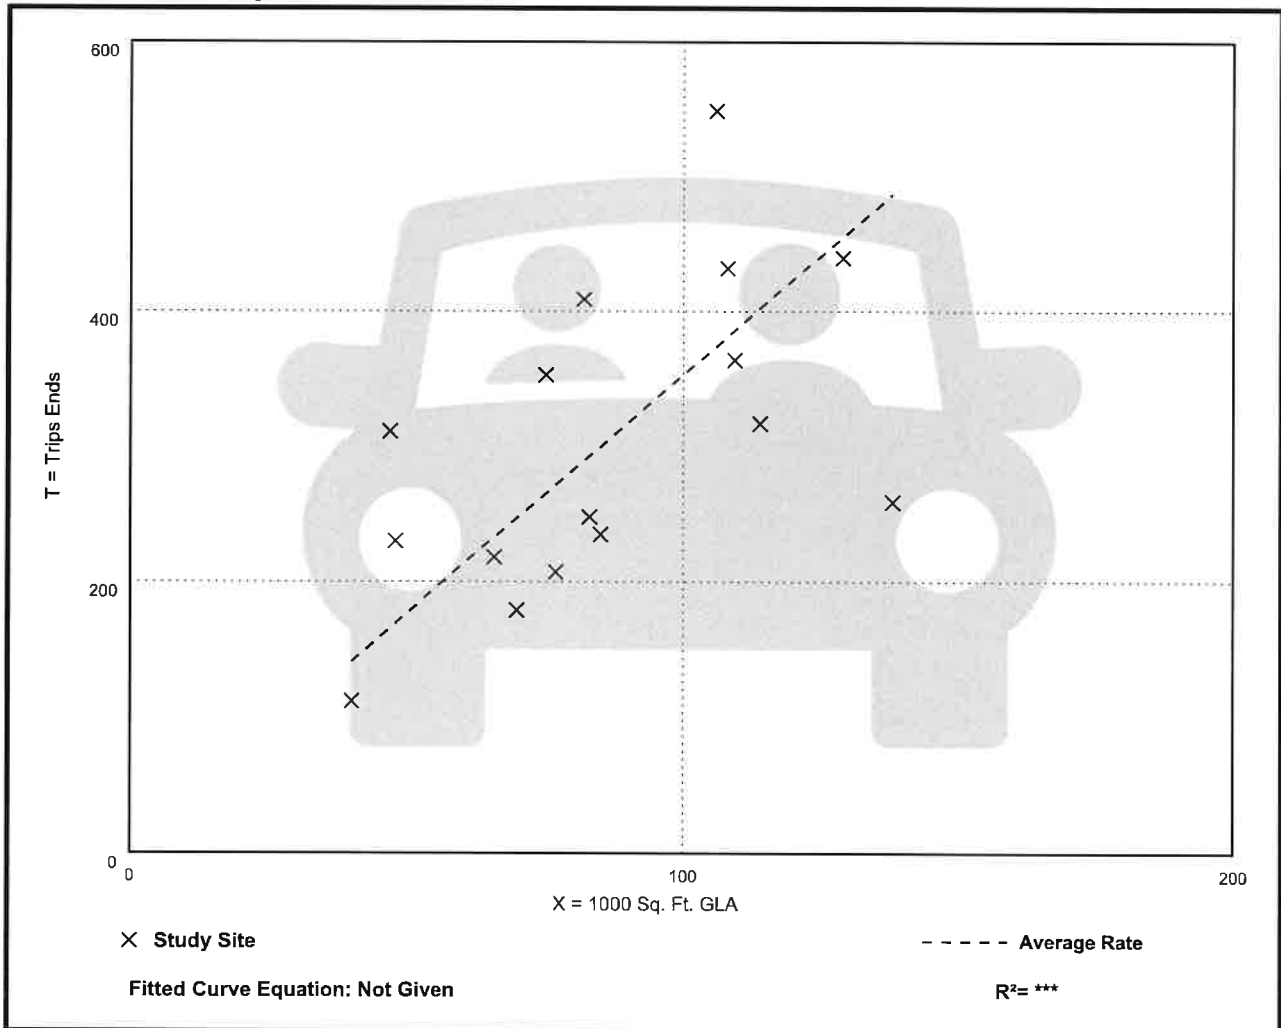 600
400
200
0
T = Trips Ends
0
100
200
X = 1000 Sq. Ft. GLA
× Study Site
- - - - - - Average Rate
Fitted Curve Equation: Not Given
R²= ***